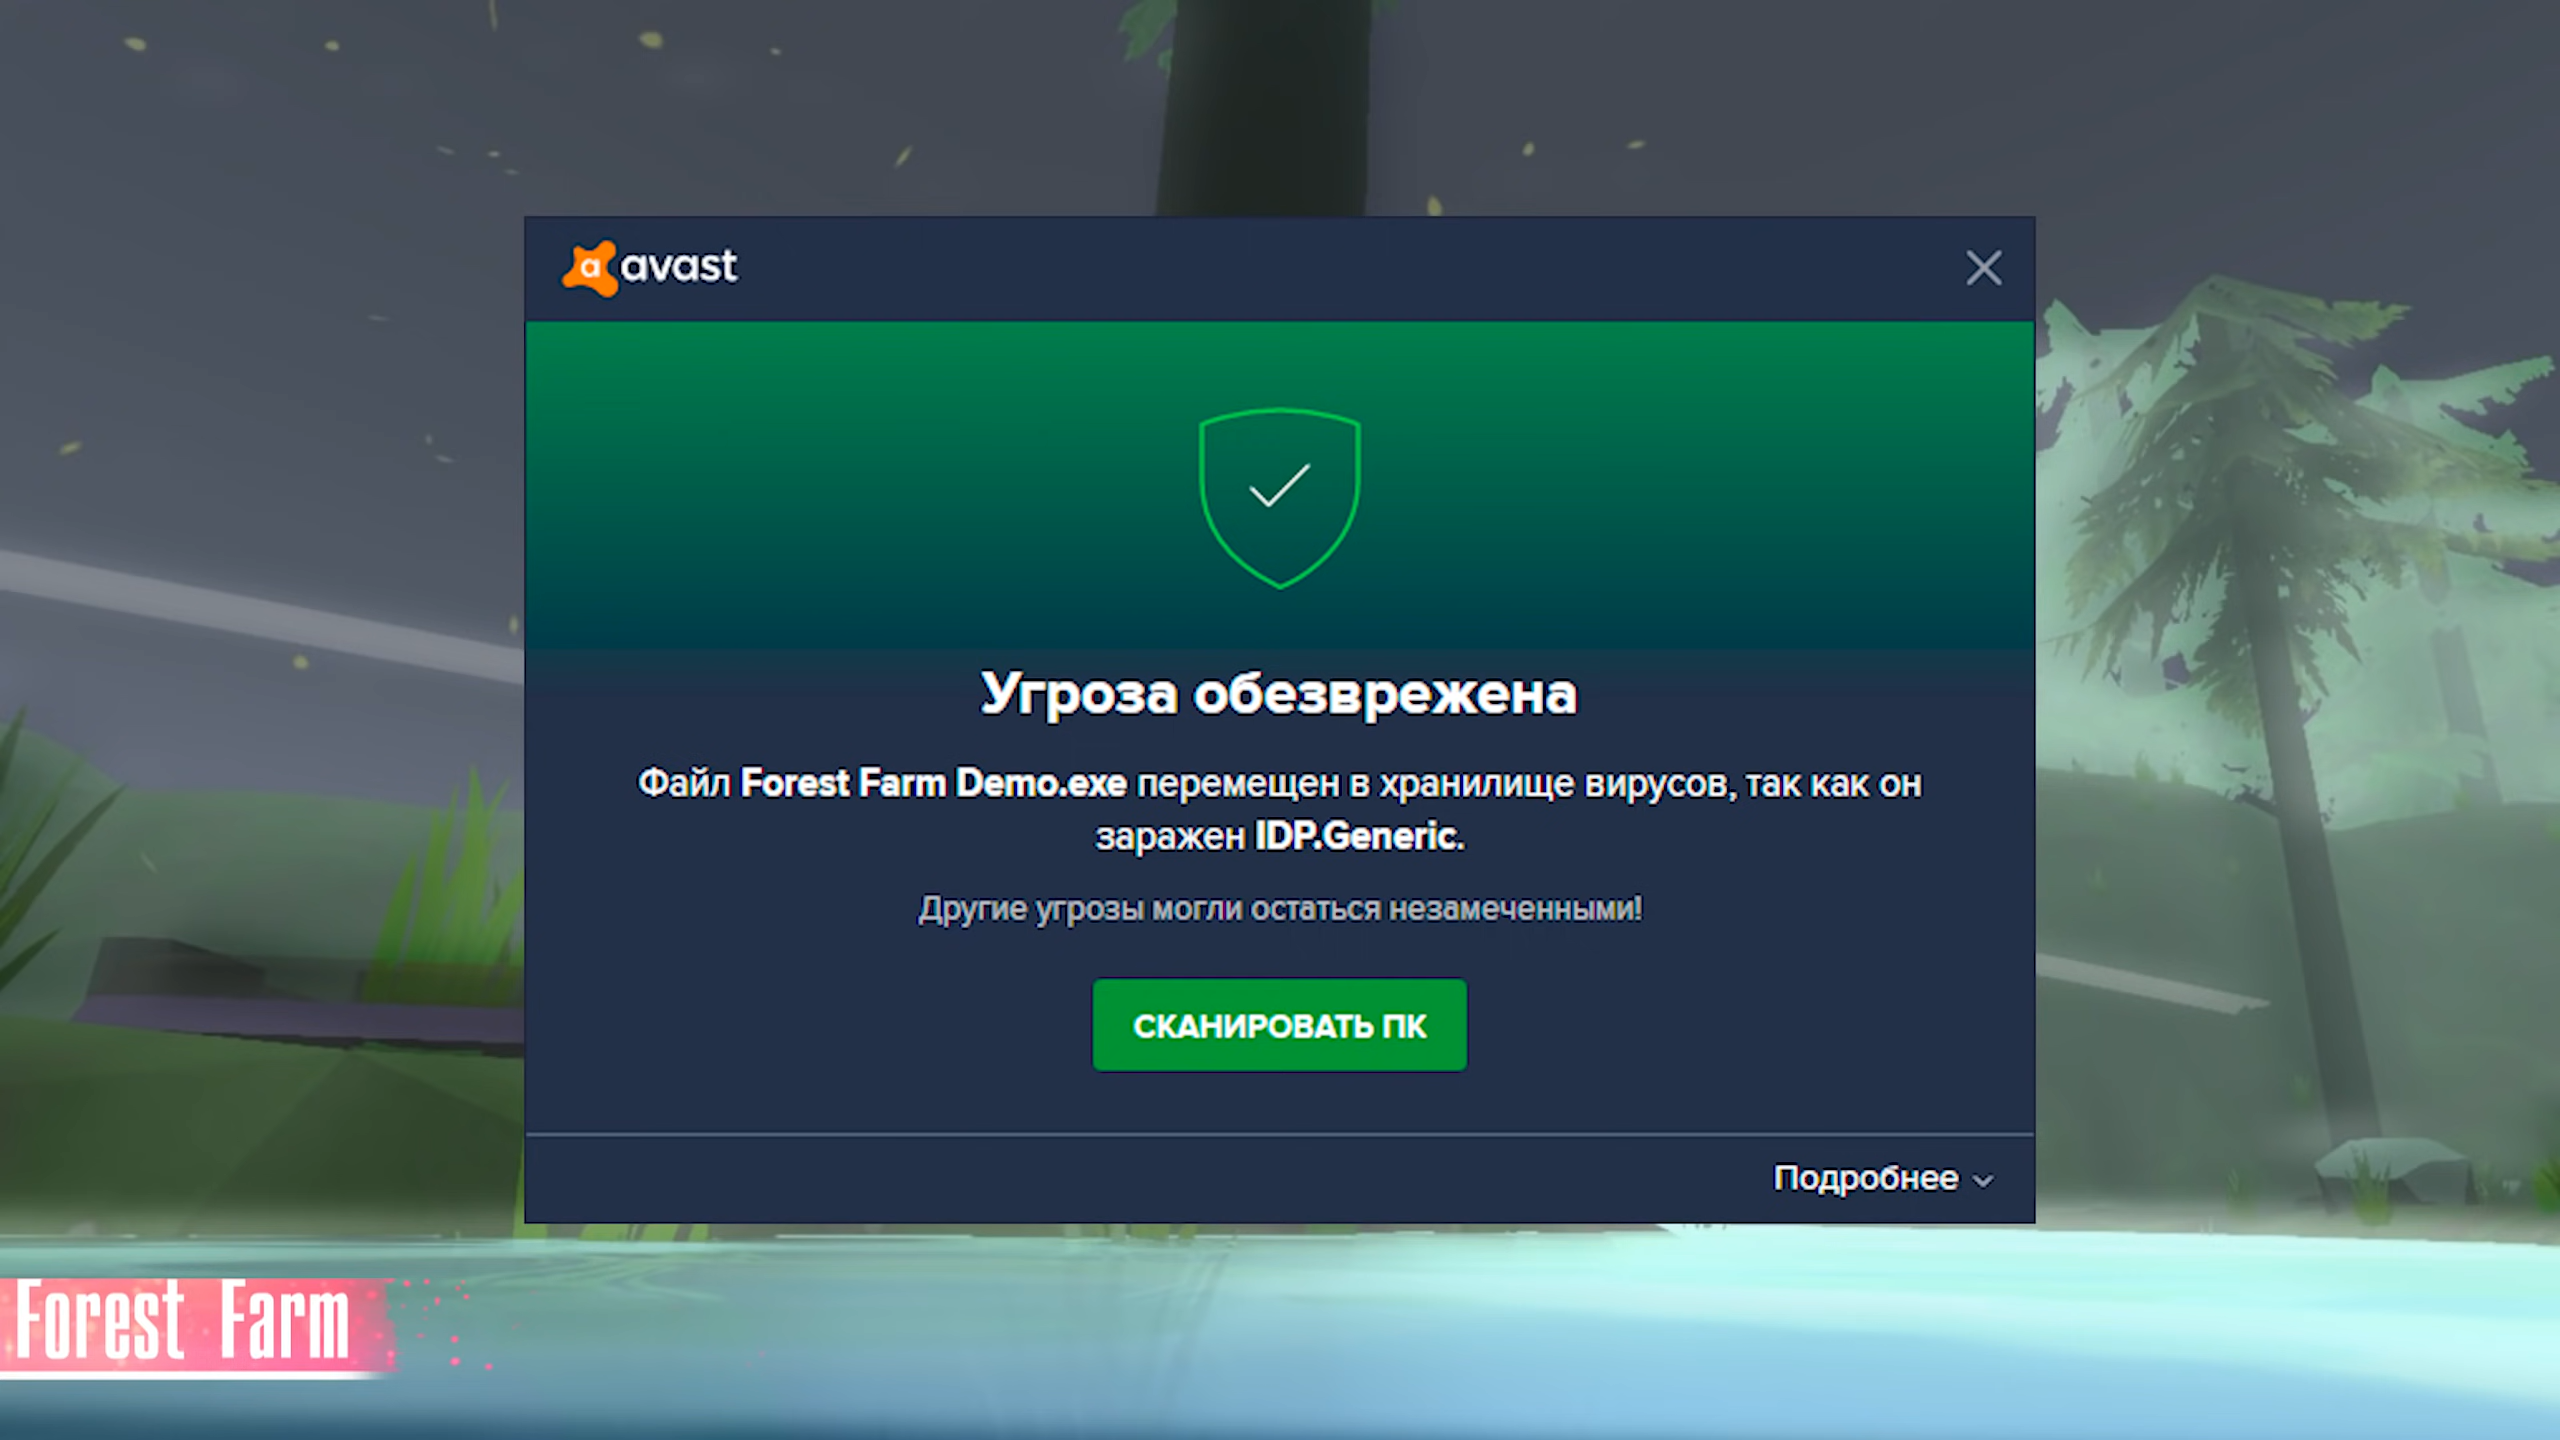 avast
Угроза обезврежена
Файл Forest Farm Demo.exe перемещен в хранилище вирусов, так как он
заражен IDP.Generic.
Другие угрозы могли остаться незамеченными!
СКАНИРОВАТЬ ПК
Подробнее
Forest Farm